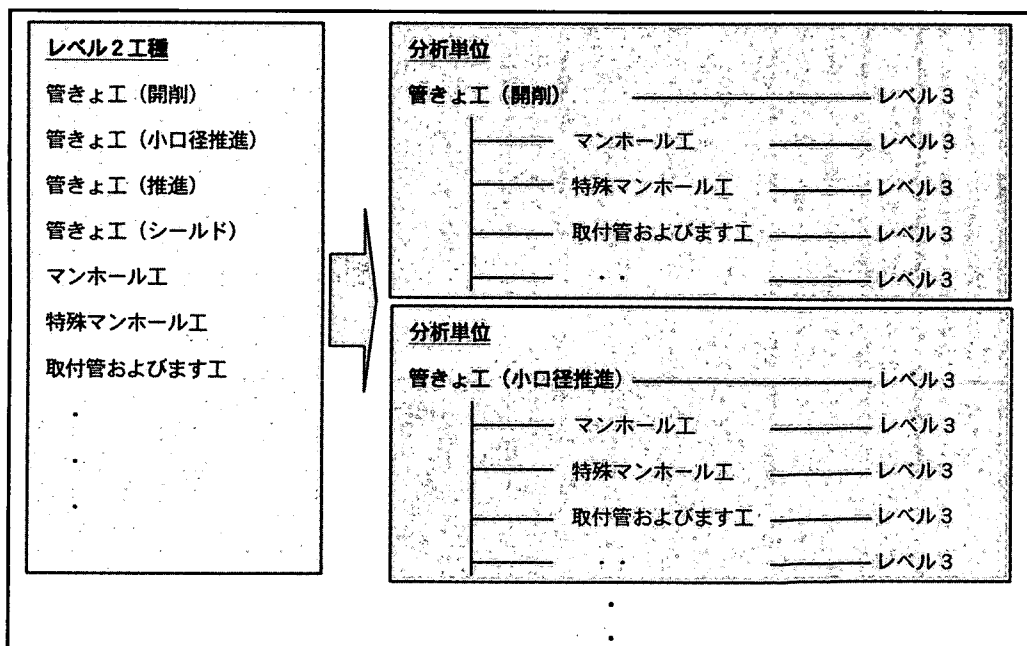 レベル２工種
管きょ工（開削）
管きょ工（小口径推進）
管きょ工（推進）
管きょ工（シールド）
マンホール工
特殊マンホール工
取付管およびます工
・
・
・
分析単位
管きょ工（開削） レベル３
マンホール工 レベル３
特殊マンホール工 レベル３
取付管およびます工 レベル３
・・ レベル３
分析単位
管きょ工（小口径推進） レベル３
マンホール工 レベル３
特殊マンホール工 レベル３
取付管およびます工 レベル３
・・ レベル３
・
・